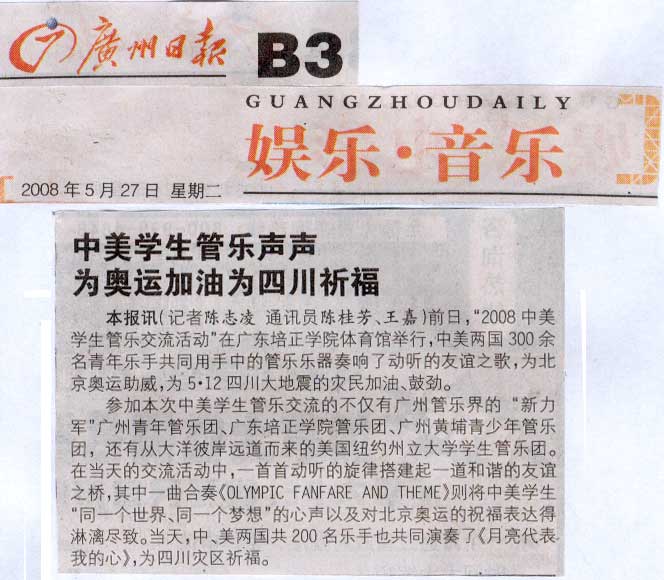 廣州日報 B3
GUANGZHOUDAILY
娱乐·音乐
2008年5月27日 星期二
中美学生管乐声声
为奥运加油为四川祈福
本报讯(记者陈志凌 通讯员陈桂芳、王嘉)前日,“2008中美
学生管乐交流活动”在广东培正学院体育馆举行,中美两国300余
名青年乐手共同用手中的管乐乐器奏响了动听的友谊之歌,为北
京奥运助威,为5·12四川大地震的灾民加油、鼓劲。
参加本次中美学生管乐交流的不仅有广州管乐界的“新力
军”广州青年管乐团、广东培正学院管乐团、广州黄埔青少年管乐
团,还有从大洋彼岸远道而来的美国纽约州立大学学生管乐团。
在当天的交流活动中,一首首动听的旋律搭建起一道和谐的友谊
之桥,其中一曲合奏《OLYMPIC FANFARE AND THEME》则将中美学生
“同一个世界、同一个梦想”的心声以及对北京奥运的祝福表达得
淋漓尽致。当天,中、美两国共200名乐手也共同演奏了《月亮代表
我的心》,为四川灾区祈福。